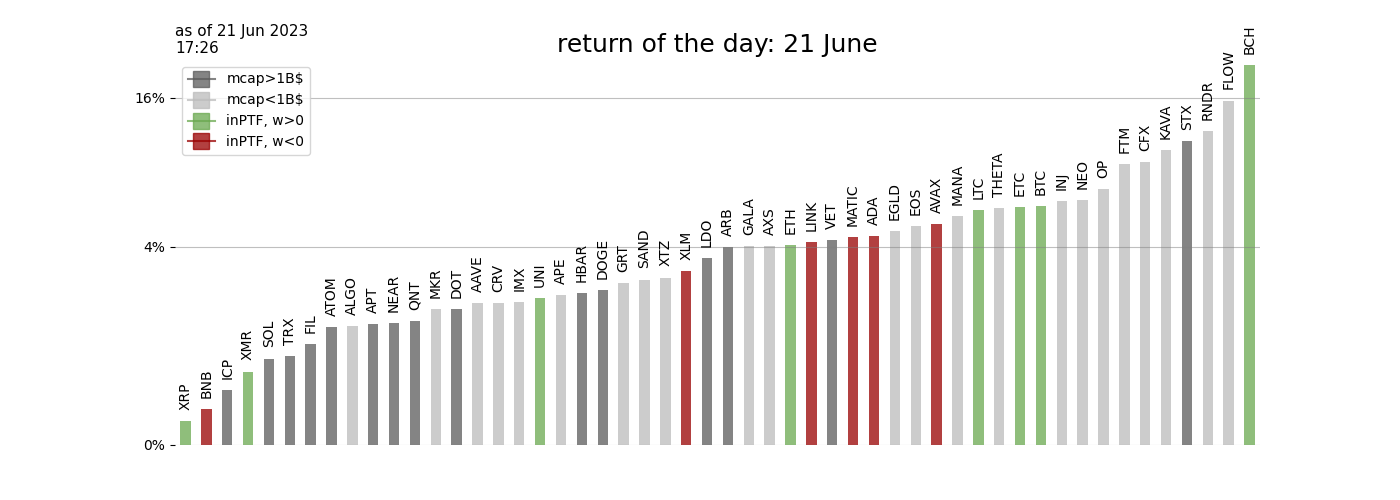 as of 21 Jun 2023
17:26
return of the day: 21 June
mcap>1B$
mcap<1B$
inPTF, w>0
inPTF, w<0
16%
4%
0%
XRP
BNB
ICP
XMR
SOL
TRX
FIL
ATOM
ALGO
APT
NEAR
QNT
MKR
DOT
AAVE
CRV
IMX
UNI
APE
HBAR
DOGE
GRT
SAND
XTZ
XLM
LDO
ARB
GALA
AXS
ETH
LINK
VET
MATIC
ADA
EGLD
EOS
AVAX
MANA
LTC
THETA
ETC
BTC
INJ
NEO
OP
FTM
CFX
KAVA
STX
RNDR
FLOW
BCH